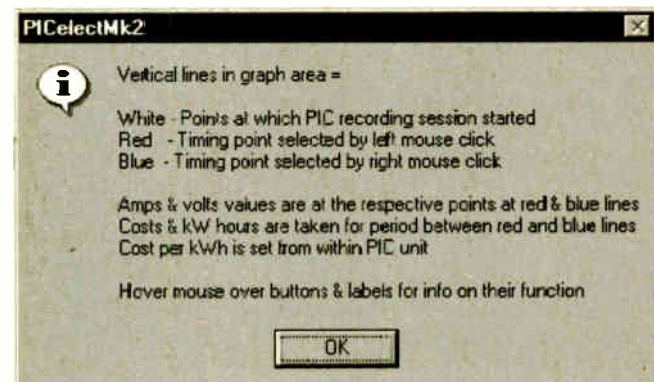 PICelectMk2
Vertical lines in graph area =
White - Points at which PIC recording session started
Red - Timing point selected by left mouse click
Blue - Timing point selected by right mouse click
Amps & volts values are at the respective points at red & blue lines
Costs & kW hours are taken for period between red and blue lines
Cost per kWh is set from within PIC unit
Hover mouse over buttons & labels for info on their function
OK